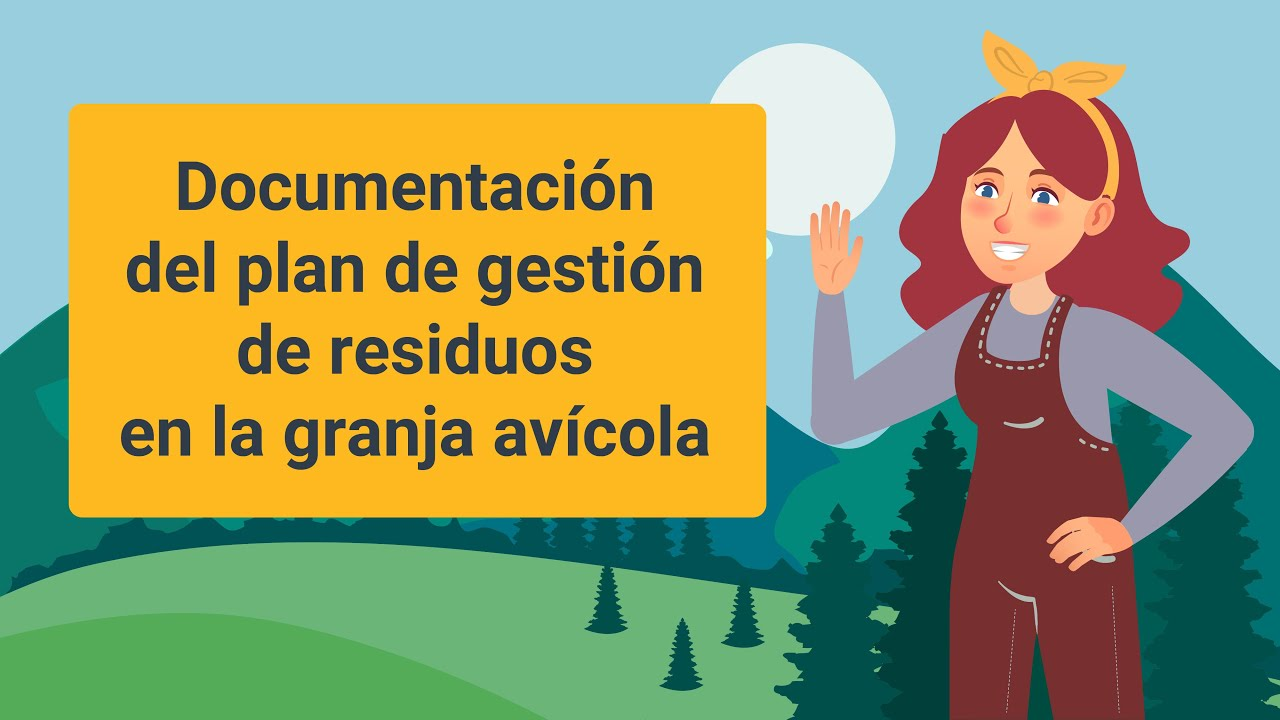 Documentación
del plan de gestión
de residuos
en la granja avícola